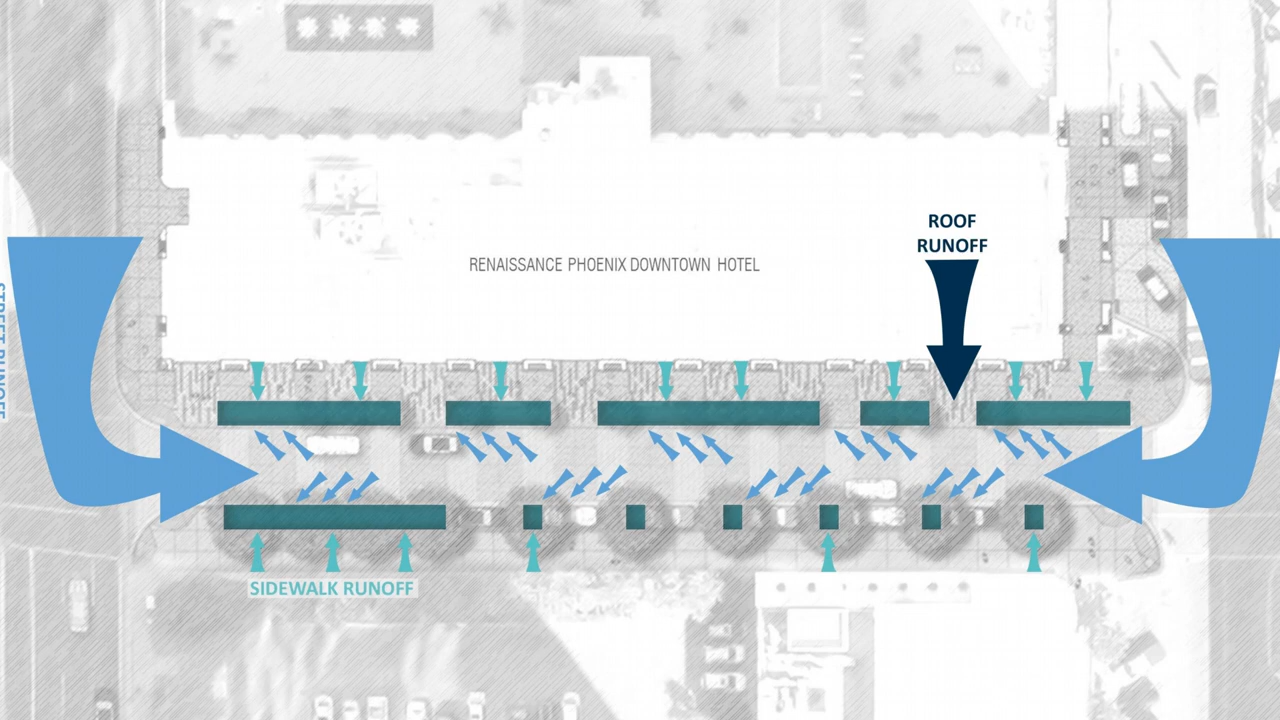 ROOF
RUNOFF
RENAISSANCE PHOENIX DOWNTOWN HOTEL
SIDEWALK RUNOFF